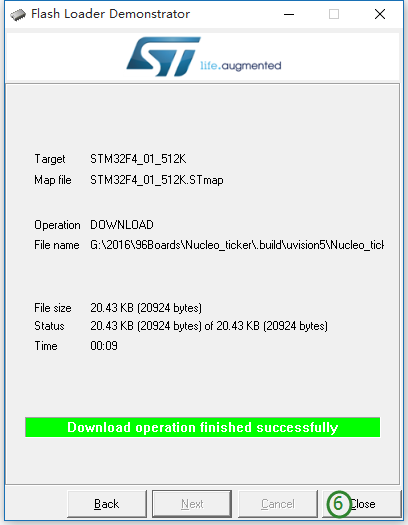 Flash Loader Demonstrator
life.augmented
Target STM32F4_01_512K
Map file STM32F4_01_512K.STmap
Operation DOWNLOAD
File name G:\2016\96Boards\Nucleo_ticker\.build\uvision5\Nucleo_tick
File size 20.43 KB (20924 bytes)
Status 20.43 KB (20924 bytes) of 20.43 KB (20924 bytes)
Time 00:09
Download operation finished successfully
Back Next Cancel 6 Close